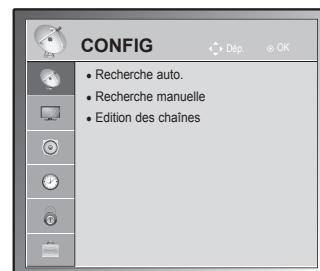 CONFIG
Dép.
OK
• Recherche auto.
• Recherche manuelle
• Edition des chaînes